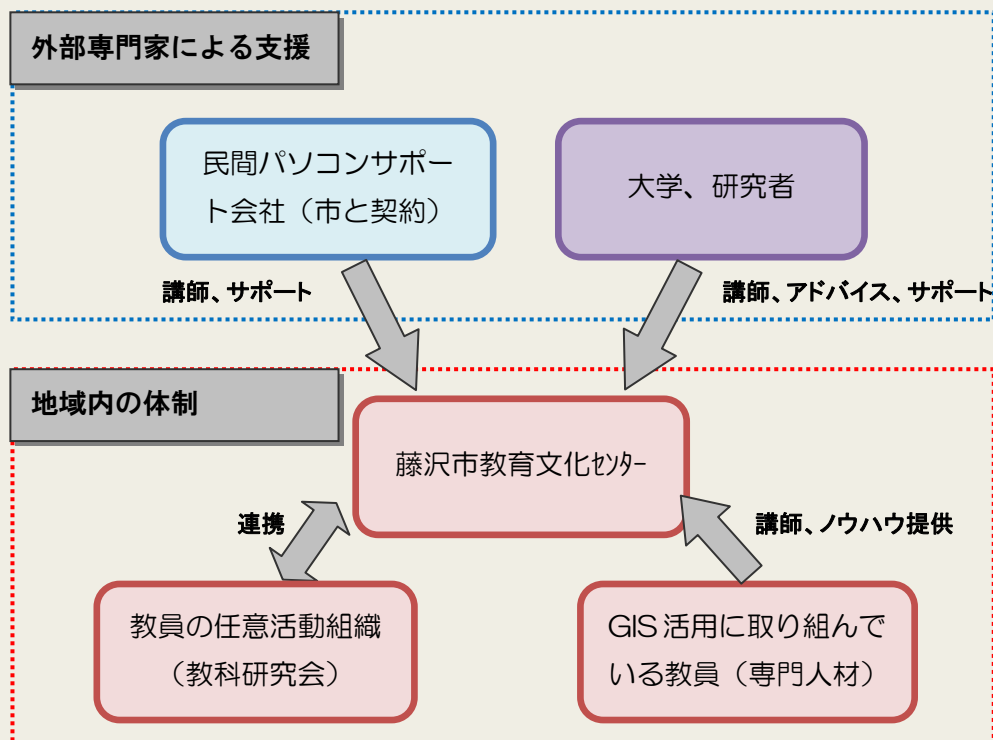 外部専門家による支援
民間パソコンサポー
ト会社（市と契約）
大学、研究者
講師、サポート
講師、アドバイス、サポート
地域内の体制
藤沢市教育文化ｾﾝﾀｰ
連携
講師、ノウハウ提供
教員の任意活動組織
（教科研究会）
GIS 活用に取り組んで
いる教員（専門人材）